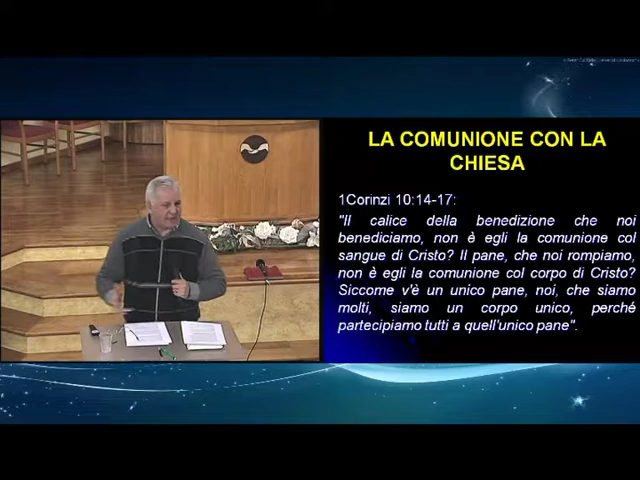 LA COMUNIONE CON LA
CHIESA
1Corinzi 10:14-17:
"Il calice della benedizione che noi
benediciamo, non è egli la comunione col
sangue di Cristo? Il pane, che noi rompiamo,
non è egli la comunione col corpo di Cristo?
Siccome v'è un unico pane, noi, che siamo
molti, siamo un corpo unico, perché
partecipiamo tutti a quell'unico pane".